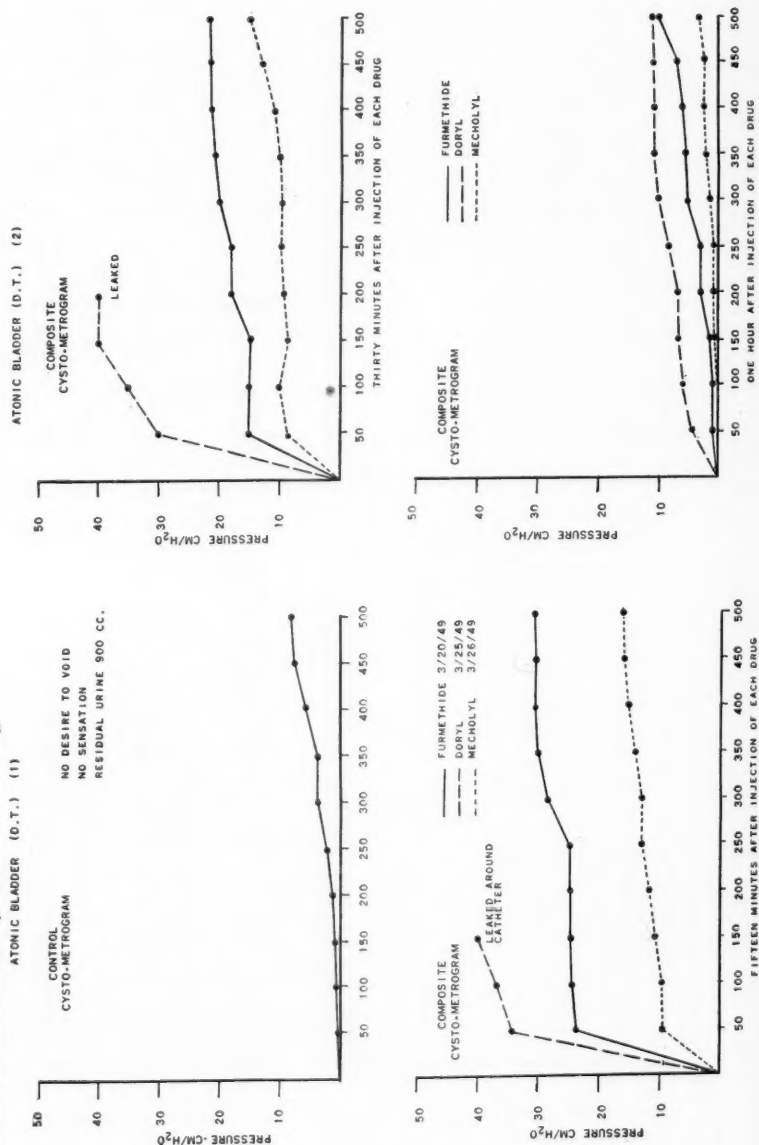 ATONIC BLADDER (D.T.) (1)
CONTROL
CYSTO-METROGRAM
NO DESIRE TO VOID
NO SENSATION
RESIDUAL URINE 900 CC.
PRESSURE-CM/H₂O
50
40
30
20
10
50
100
150
200
250
300
350
400
450
500
ATONIC BLADDER (D.T.) (2)
COMPOSITE
CYSTO-METROGRAM
LEAKED
PRESSURE CM/H₂O
50
40
30
20
10
50
100
150
200
250
300
350
400
450
500
THIRTY MINUTES AFTER INJECTION OF EACH DRUG
COMPOSITE
CYSTO-METROGRAM
FURMETHIDE 3/20/49
DORYL 3/25/49
MECHOLYL 3/26/49
LEAKED AROUND
CATHETER
PRESSURE CM/H₂O
50
40
30
20
10
50
100
150
200
250
300
350
400
450
500
FIFTEEN MINUTES AFTER INJECTION OF EACH DRUG
COMPOSITE
CYSTO-METROGRAM
FURMETHIDE
DORYL
MECHOLYL
PRESSURE CM/H₂O
50
40
30
20
10
50
100
150
200
250
300
350
400
450
500
ONE HOUR AFTER INJECTION OF EACH DRUG